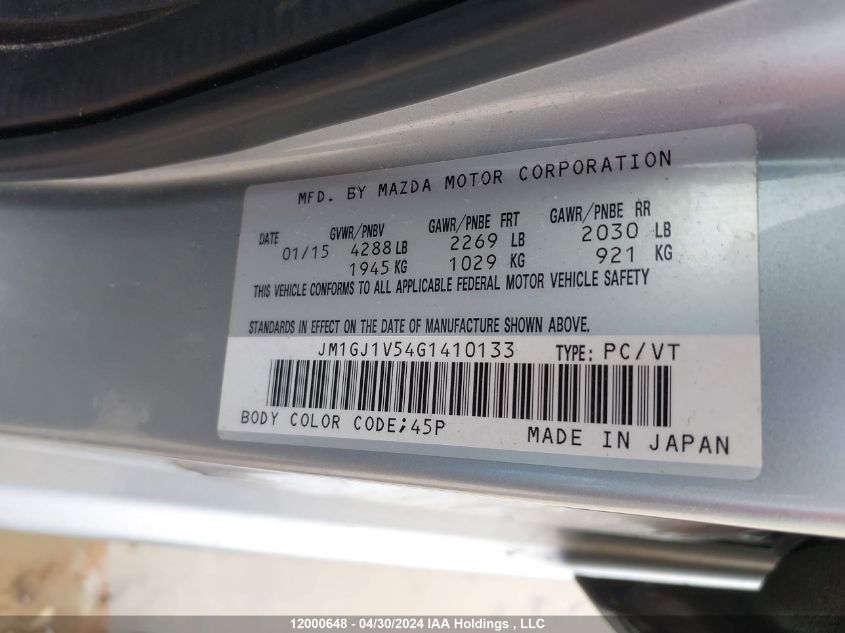 MFD. BY MAZDA MOTOR CORPORATION
DATE GVWR/PNBV GAWR/PNBE FRT GAWR/PNBE RR
01/15 4288 LB 2269 LB 2030 LB
1945 KG 1029 KG 921 KG
THIS VEHICLE CONFORMS TO ALL APPLICABLE FEDERAL MOTOR VEHICLE SAFETY
STANDARDS IN EFFECT ON THE DATE OF MANUFACTURE SHOWN ABOVE.
JM1GJ1V54G1410133 TYPE: PC/VT
BODY COLOR CODE;45P MADE IN JAPAN
12000648 - 04/30/2024 IAA Holdings , LLC